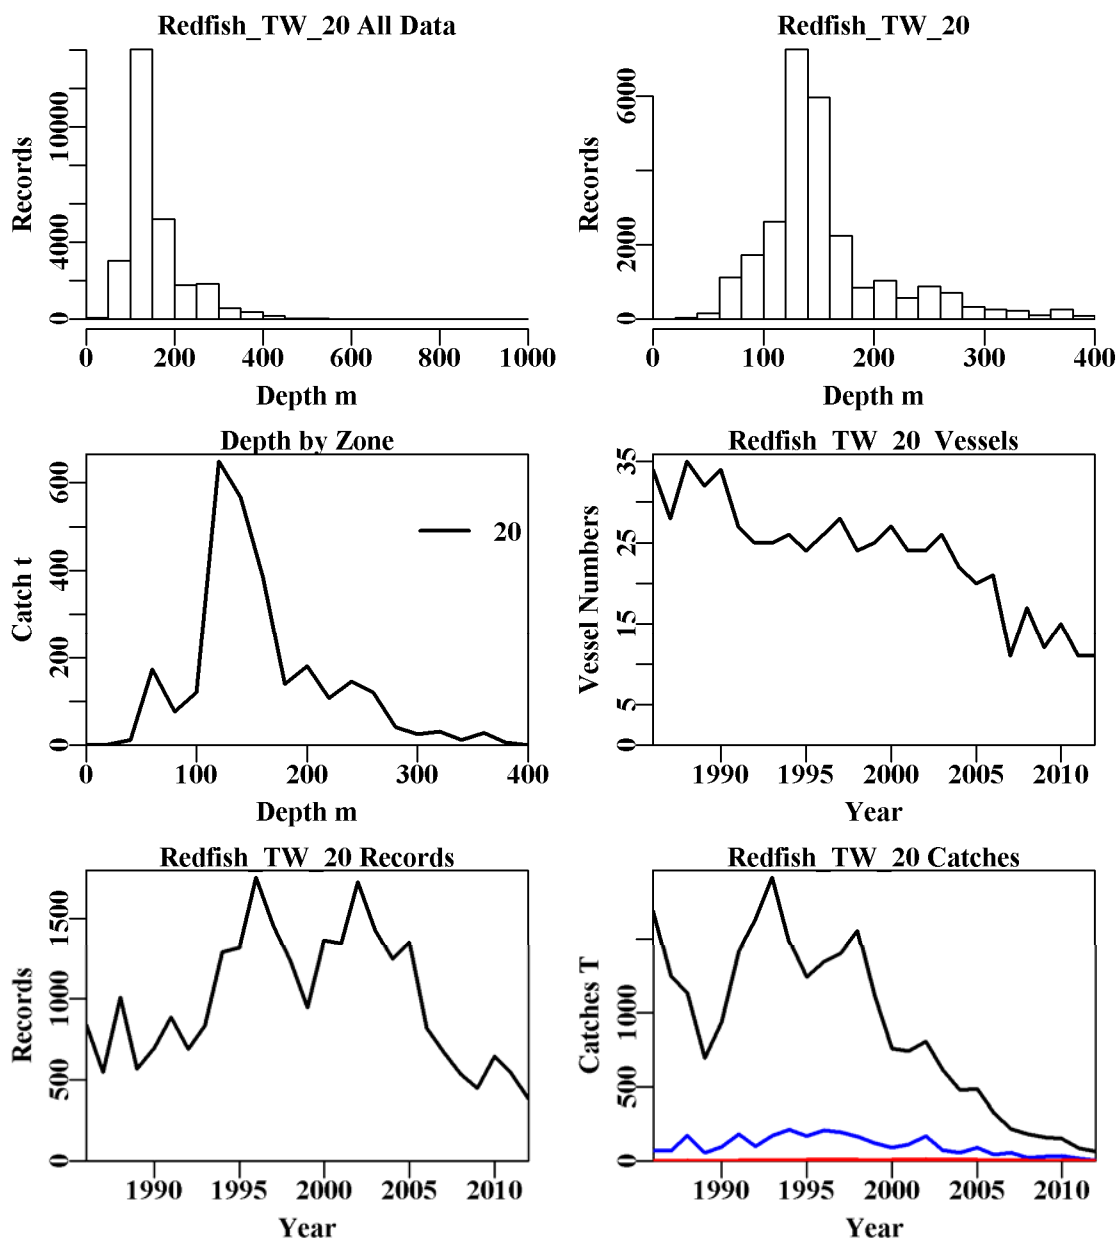 Redfish_TW_20 All Data
Records
0 4000 10000
0 200 400 600 800 1000
Depth m
Redfish_TW_20
Records
0 2000 6000
0 100 200 300 400
Depth m
Depth by Zone
Catch t
0 200 400 600
20
0 100 200 300 400
Depth m
Redfish_TW_20_Vessels
Vessel Numbers
0 5 15 25 35
1990 1995 2000 2005 2010
Year
Redfish_TW_20 Records
Records
0 500 1000 1500
1990 1995 2000 2005 2010
Year
Redfish_TW_20 Catches
Catches T
0 500 1000
1990 1995 2000 2005 2010
Year